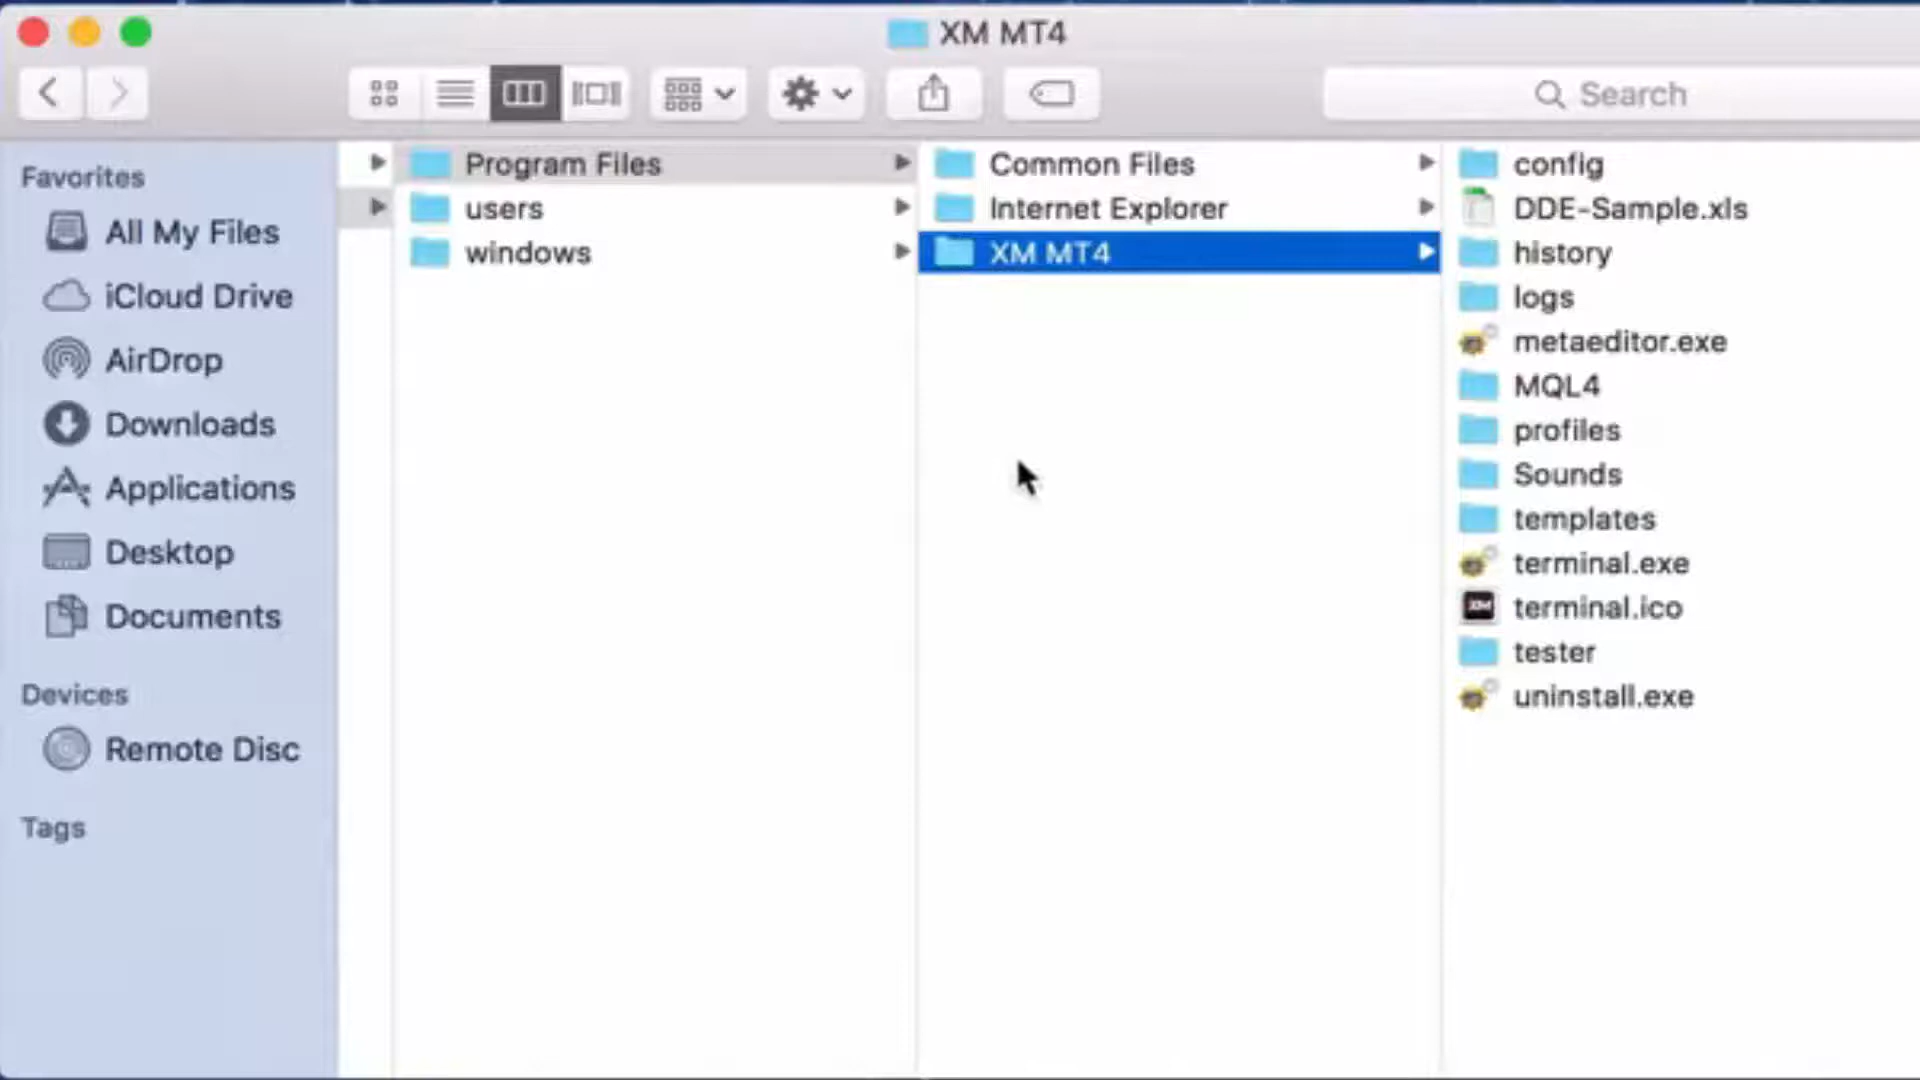 XM MT4
Search
Favorites
All My Files
iCloud Drive
AirDrop
Downloads
Applications
Desktop
Documents
Devices
Remote Disc
Tags
Program Files
users
windows
Common Files
Internet Explorer
XM MT4
config
DDE-Sample.xls
history
logs
metaeditor.exe
MQL4
profiles
Sounds
templates
terminal.exe
XM
terminal.ico
tester
uninstall.exe